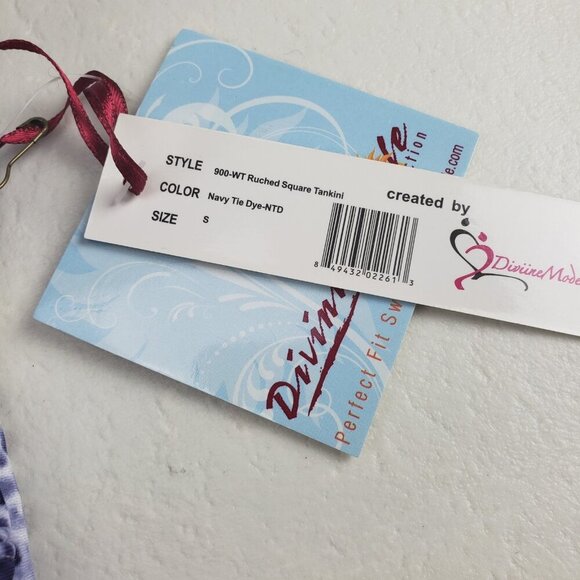 STYLE 900-WT Ruched Square Tankini
COLOR Navy Tie Dye-NTD
SIZE S
8 49432 02261 3
created by
Perfect Fit Sw
.com